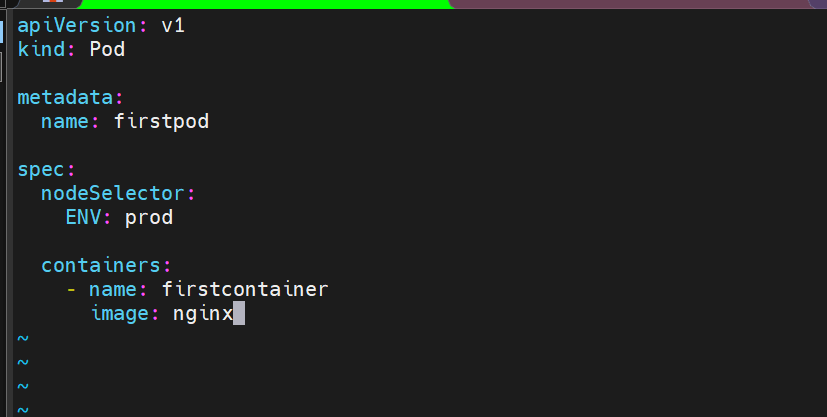 apiVersion: v1
kind: Pod
metadata:
  name: firstpod
spec:
  nodeSelector:
    ENV: prod
  containers:
    - name: firstcontainer
      image: nginx
~
~
~
~